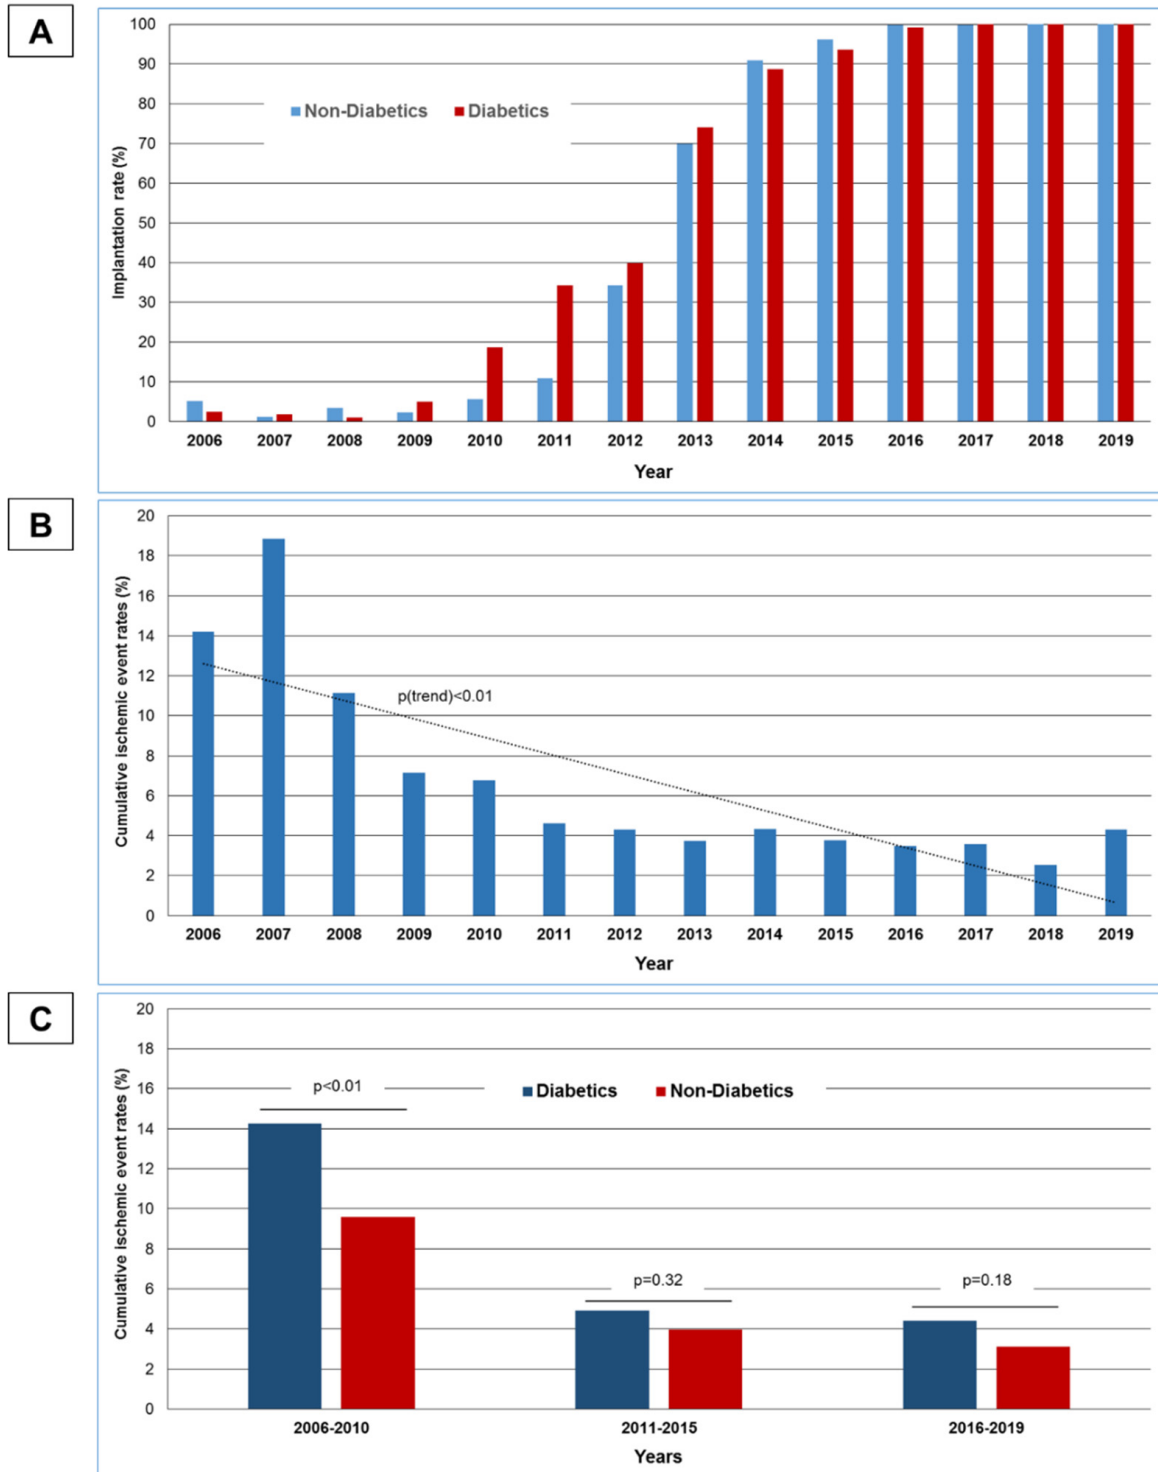 A
100
90
80
70
60
50
40
30
20
10
0
Implantation rate (%)
Non-Diabetics Diabetics
2006 2007 2008 2009 2010 2011 2012 2013 2014 2015 2016 2017 2018 2019
Year
B
20
18
16
14
12
10
8
6
4
2
0
Cumulative ischemic event rates (%)
p(trend)<0.01
2006 2007 2008 2009 2010 2011 2012 2013 2014 2015 2016 2017 2018 2019
Year
C
20
18
16
14
12
10
8
6
4
2
0
Cumulative ischemic event rates (%)
p<0.01
Diabetics Non-Diabetics
p=0.32
p=0.18
2006-2010 2011-2015 2016-2019
Years